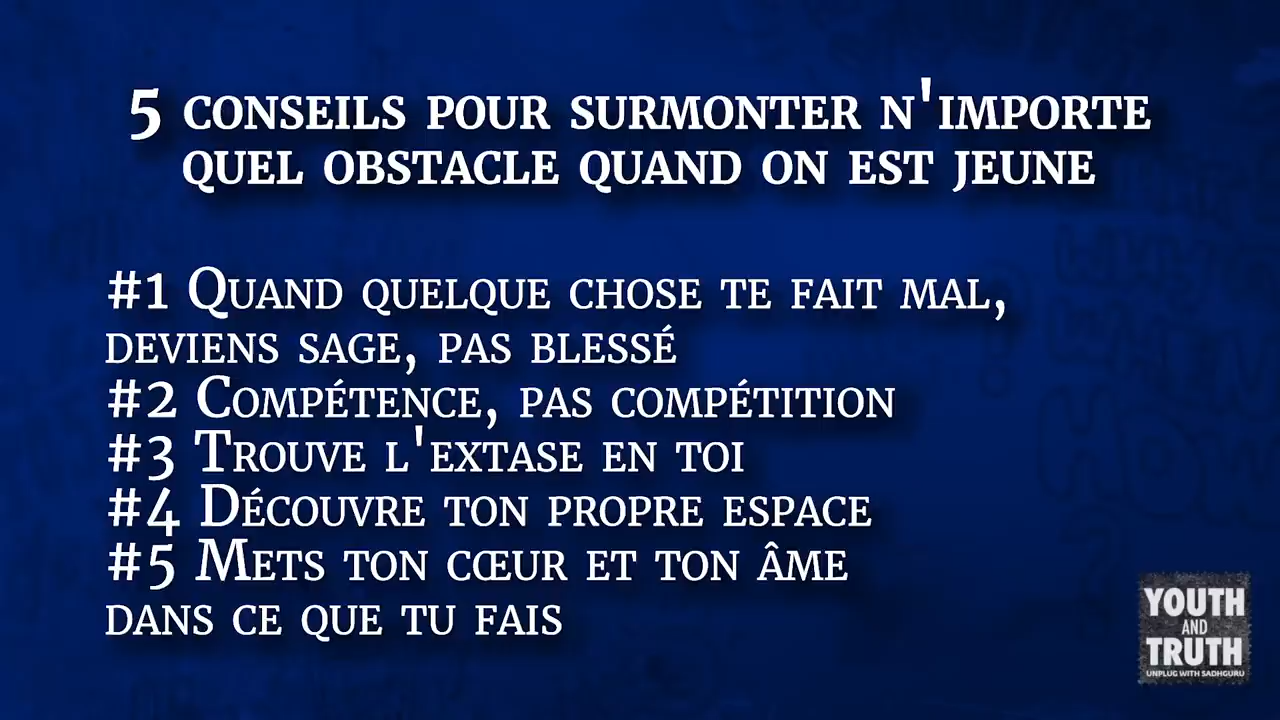 5 CONSEILS POUR SURMONTER N'IMPORTE
QUEL OBSTACLE QUAND ON EST JEUNE
#1 QUAND QUELQUE CHOSE TE FAIT MAL,
DEVIENS SAGE, PAS BLESSÉ
#2 COMPÉTENCE, PAS COMPÉTITION
#3 TROUVE L'EXTASE EN TOI
#4 DÉCOUVRE TON PROPRE ESPACE
#5 METS TON CŒUR ET TON ÂME
DANS CE QUE TU FAIS
YOUTH
AND
TRUTH
UNPLUG WITH SADHGURU